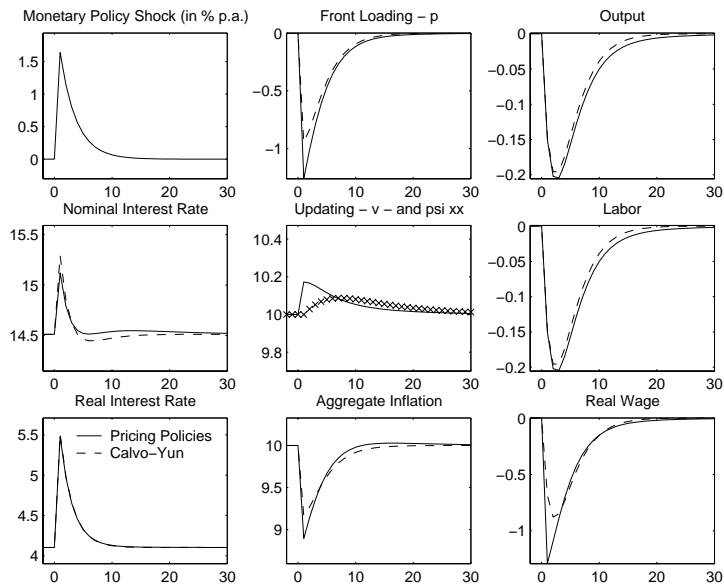 Monetary Policy Shock (in % p.a.)
1.5
1
0.5
0
0 10 20 30
Front Loading − p
0
−0.5
−1
0 10 20 30
Output
0
−0.05
−0.1
−0.15
−0.2
0 10 20 30
Nominal Interest Rate
15.5
15
14.5
0 10 20 30
Updating − v − and psi xx
10.4
10.2
10
9.8
0 10 20 30
Labor
0
−0.05
−0.1
−0.15
−0.2
0 10 20 30
Real Interest Rate
5.5
5
4.5
4
Pricing Policies
Calvo−Yun
0 10 20 30
Aggregate Inflation
10
9.5
9
0 10 20 30
Real Wage
0
−0.5
−1
0 10 20 30